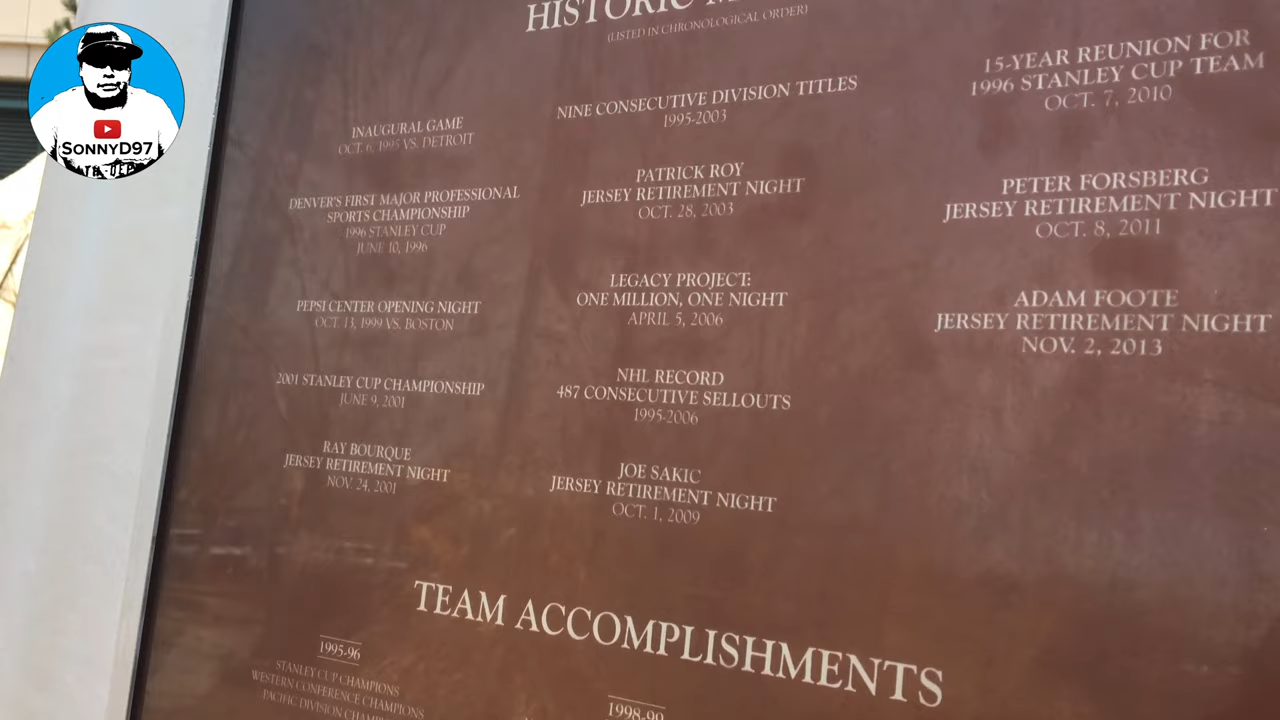 SONNYD97
HISTORIC
(LISTED IN CHRONOLOGICAL ORDER)
INAUGURAL GAME
OCT. 6, 1995 VS. DETROIT
DENVER'S FIRST MAJOR PROFESSIONAL
SPORTS CHAMPIONSHIP
1996 STANLEY CUP
JUNE 10, 1996
PEPSI CENTER OPENING NIGHT
OCT. 13, 1999 VS. BOSTON
2001 STANLEY CUP CHAMPIONSHIP
JUNE 9, 2001
RAY BOURQUE
JERSEY RETIREMENT NIGHT
NOV. 24, 2001
NINE CONSECUTIVE DIVISION TITLES
1995-2003
PATRICK ROY
JERSEY RETIREMENT NIGHT
OCT. 28, 2003
LEGACY PROJECT:
ONE MILLION, ONE NIGHT
APRIL 5, 2006
NHL RECORD
487 CONSECUTIVE SELLOUTS
1995-2006
JOE SAKIC
JERSEY RETIREMENT NIGHT
OCT. 1, 2009
15-YEAR REUNION FOR
1996 STANLEY CUP TEAM
OCT. 7, 2010
PETER FORSBERG
JERSEY RETIREMENT NIGHT
OCT. 8, 2011
ADAM FOOTE
JERSEY RETIREMENT NIGHT
NOV. 2, 2013
TEAM ACCOMPLISHMENTS
1995-96
STANLEY CUP CHAMPIONS
WESTERN CONFERENCE CHAMPIONS
PACIFIC DIVISION
1998-99